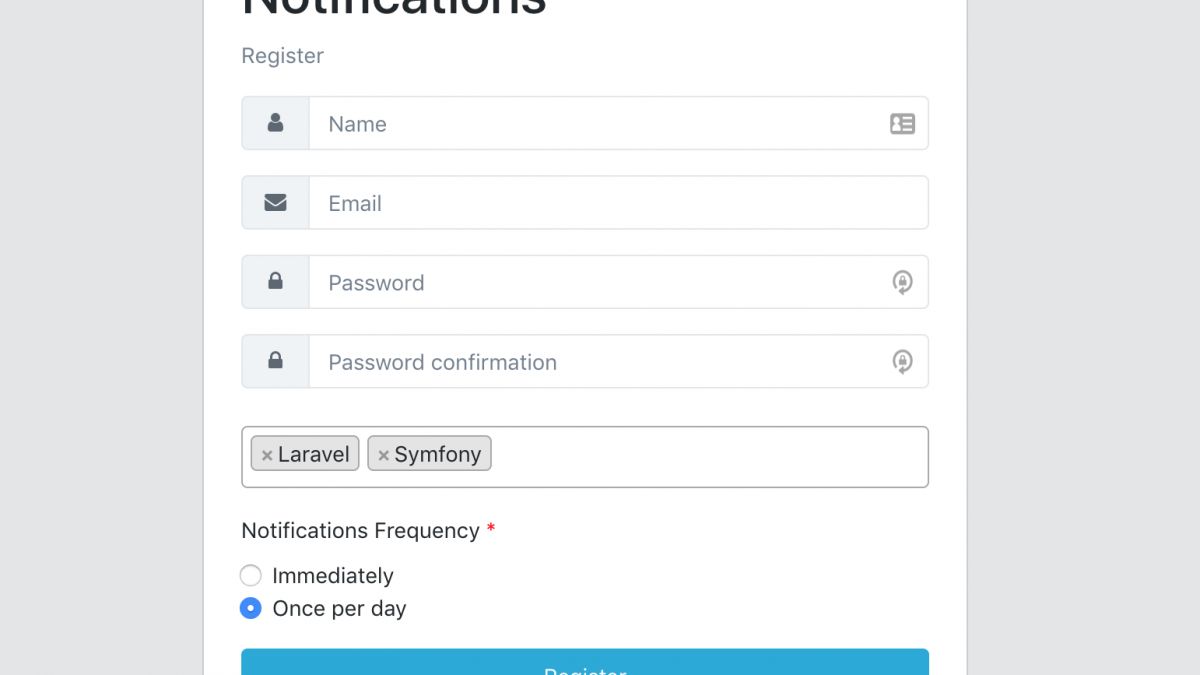 Notifications
Register
Name
Email
Password
Password confirmation
× Laravel × Symfony
Notifications Frequency *
Immediately
Once per day
Register